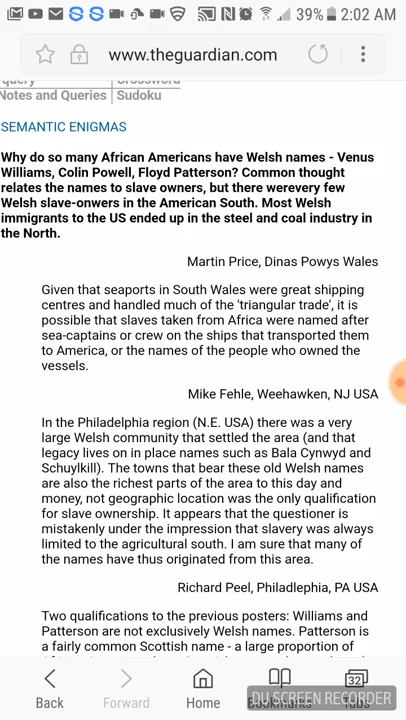 39% 2:02 AM
www.theguardian.com
query Crossword
Notes and Queries Sudoku
SEMANTIC ENIGMAS
Why do so many African Americans have Welsh names - Venus
Williams, Colin Powell, Floyd Patterson? Common thought
relates the names to slave owners, but there werevery few
Welsh slave-onwers in the American South. Most Welsh
immigrants to the US ended up in the steel and coal industry in
the North.
Martin Price, Dinas Powys Wales
Given that seaports in South Wales were great shipping
centres and handled much of the 'triangular trade', it is
possible that slaves taken from Africa were named after
sea-captains or crew on the ships that transported them
to America, or the names of the people who owned the
vessels.
Mike Fehle, Weehawken, NJ USA
In the Philadelphia region (N.E. USA) there was a very
large Welsh community that settled the area (and that
legacy lives on in place names such as Bala Cynwyd and
Schuylkill). The towns that bear these old Welsh names
are also the richest parts of the area to this day and
money, not geographic location was the only qualification
for slave ownership. It appears that the questioner is
mistakenly under the impression that slavery was always
limited to the agricultural south. I am sure that many of
the names have thus originated from this area.
Richard Peel, Philadlephia, PA USA
Two qualifications to the previous posters: Williams and
Patterson are not exclusively Welsh names. Patterson is
a fairly common Scottish name - a large proportion of
32
Back Forward Home Bookmarks Tabs
DU SCREEN RECORDER